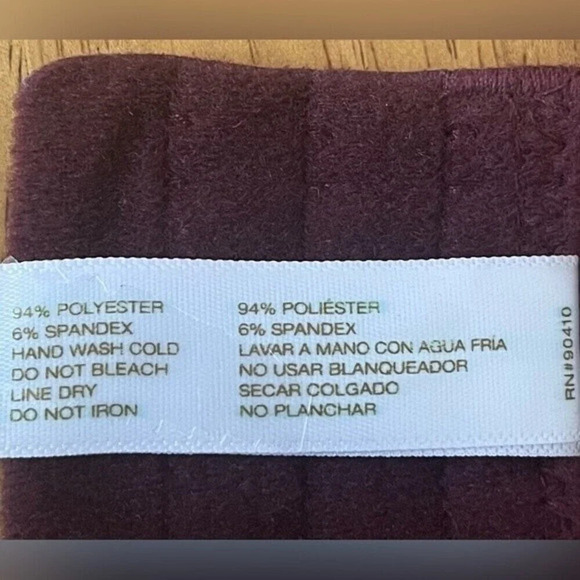 94% POLYESTER
6% SPANDEX
HAND WASH COLD
DO NOT BLEACH
LINE DRY
DO NOT IRON
94% POLIÉSTER
6% SPANDEX
LAVAR A MANO CON AGUA FRÍA
NO USAR BLANQUEADOR
SECAR COLGADO
NO PLANCHAR
RN#90410